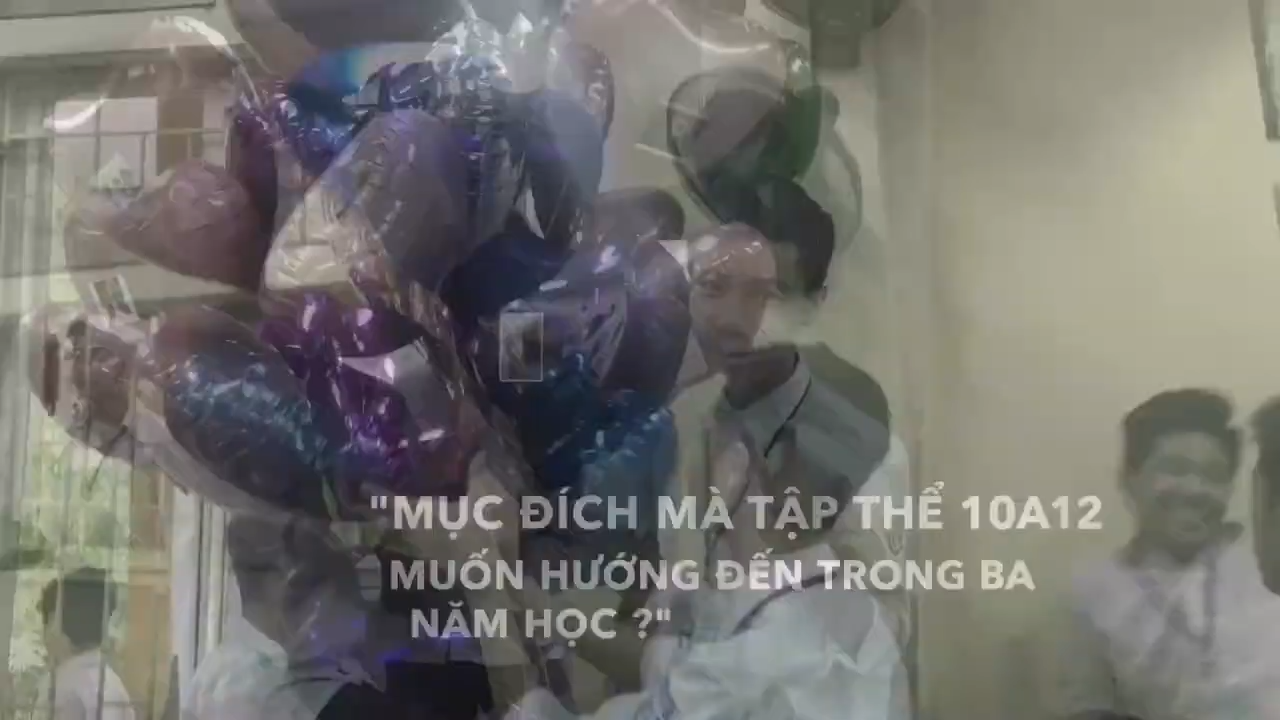 "MỤC ĐÍCH MÀ TẬP THỂ 10A12
MUỐN HƯỚNG ĐẾN TRONG BA
NĂM HỌC ?"